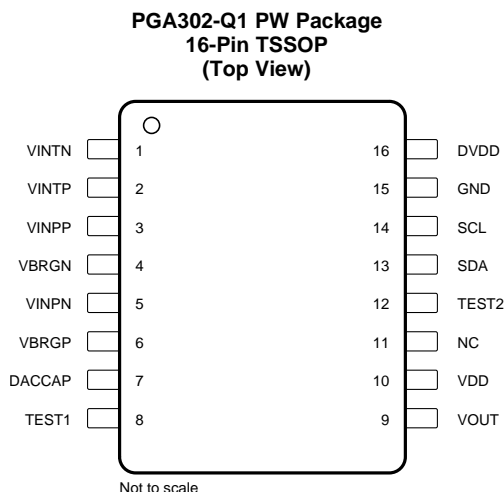 PGA302-Q1 PW Package
16-Pin TSSOP
(Top View)
VINTN 1 16 DVDD
VINTP 2 15 GND
VINPP 3 14 SCL
VBRGN 4 13 SDA
VINPN 5 12 TEST2
VBRGP 6 11 NC
DACCAP 7 10 VDD
TEST1 8 9 VOUT
Not to scale